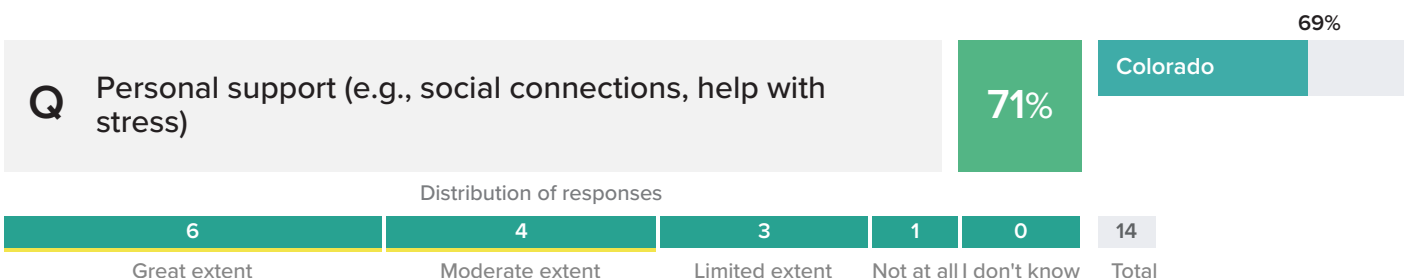 69%
Q
Personal support (e.g., social connections, help with
stress)
71%
Colorado
Distribution of responses
6 4 3 1 0 14
Great extent Moderate extent Limited extent Not at all I don't know Total